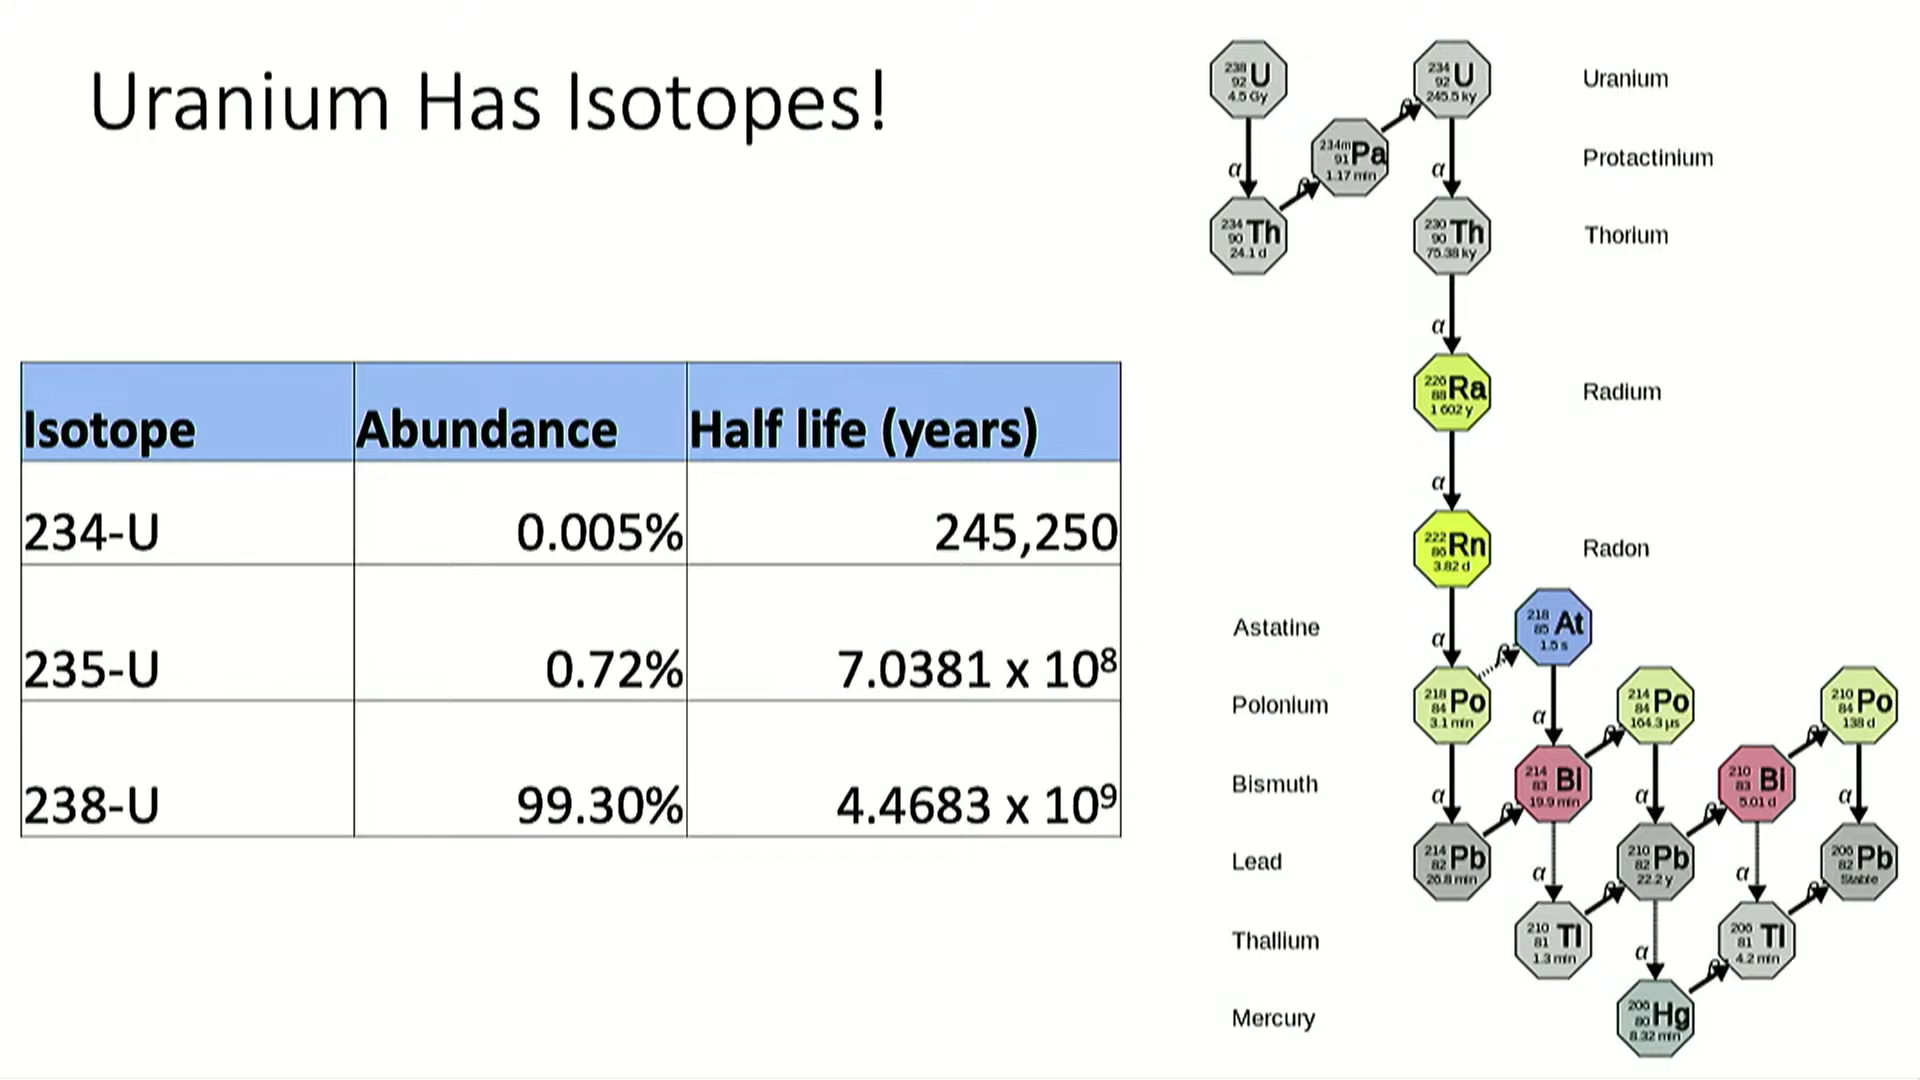 Uranium Has Isotopes!
Isotope Abundance Half life (years)
234-U 0.005% 245,250
235-U 0.72% 7.0381 x 10⁸
238-U 99.30% 4.4683 x 10⁹
238 92 U 4.5 Gy
234 92 U 245.5 ky
Uranium
234m 91 Pa 1.17 min
Protactinium
234 90 Th 24.1 d
230 90 Th 75.38 ky
Thorium
α
β
β
α
α
226 88 Ra 1 602 y
Radium
α
222 86 Rn 3.82 d
Radon
α
β
Astatine
218 85 At 1.5 s
Polonium
218 84 Po 3.1 min
214 84 Po 164.3 µs
210 84 Po 138 d
α
β
β
Bismuth
214 83 Bi 19.9 min
210 83 Bi 5.01 d
α
β
α
β
α
Lead
214 82 Pb 26.8 min
210 82 Pb 22.2 y
206 82 Pb Stable
α
β
α
β
Thallium
210 81 Tl 1.3 min
206 81 Tl 4.2 min
α
β
Mercury
206 80 Hg 8.32 min